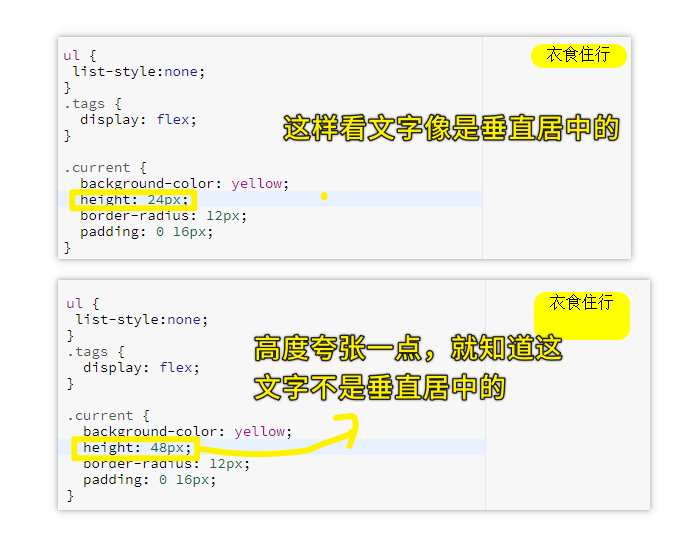 ul {
list-style:none;
}
.tags {
display: flex;
}
.current {
background-color: yellow;
height: 24px;
border-radius: 12px;
padding: 0 16px;
}
衣食住行
这样看文字像是垂直居中的
ul {
list-style:none;
}
.tags {
display: flex;
}
.current {
background-color: yellow;
height: 48px;
border-radius: 12px;
padding: 0 16px;
}
衣食住行
高度夸张一点，就知道这
文字不是垂直居中的